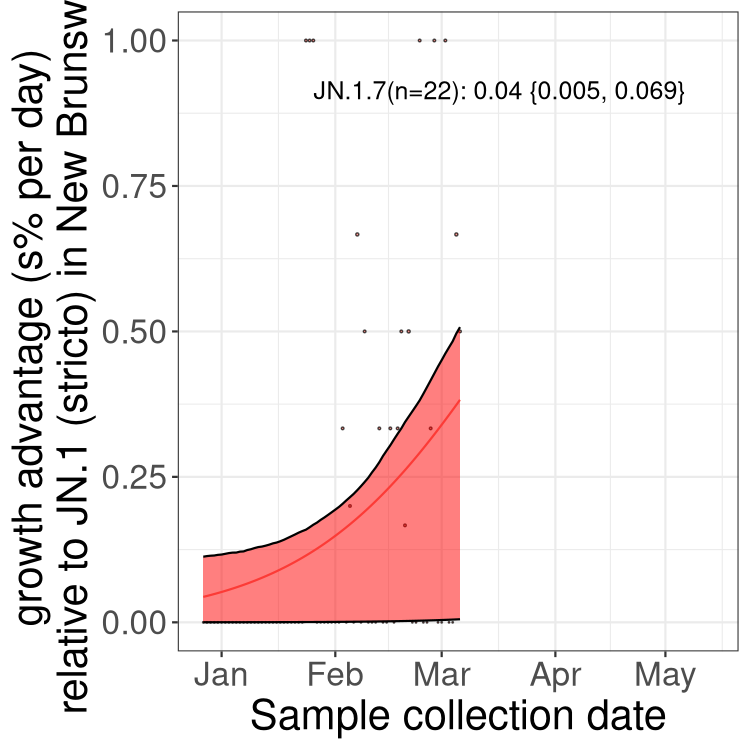 growth advantage (s% per day)
relative to JN.1 (stricto) in New Brunsw
1.00
0.75
0.50
0.25
0.00
JN.1.7(n=22): 0.04 {0.005, 0.069}
Jan Feb Mar Apr May
Sample collection date